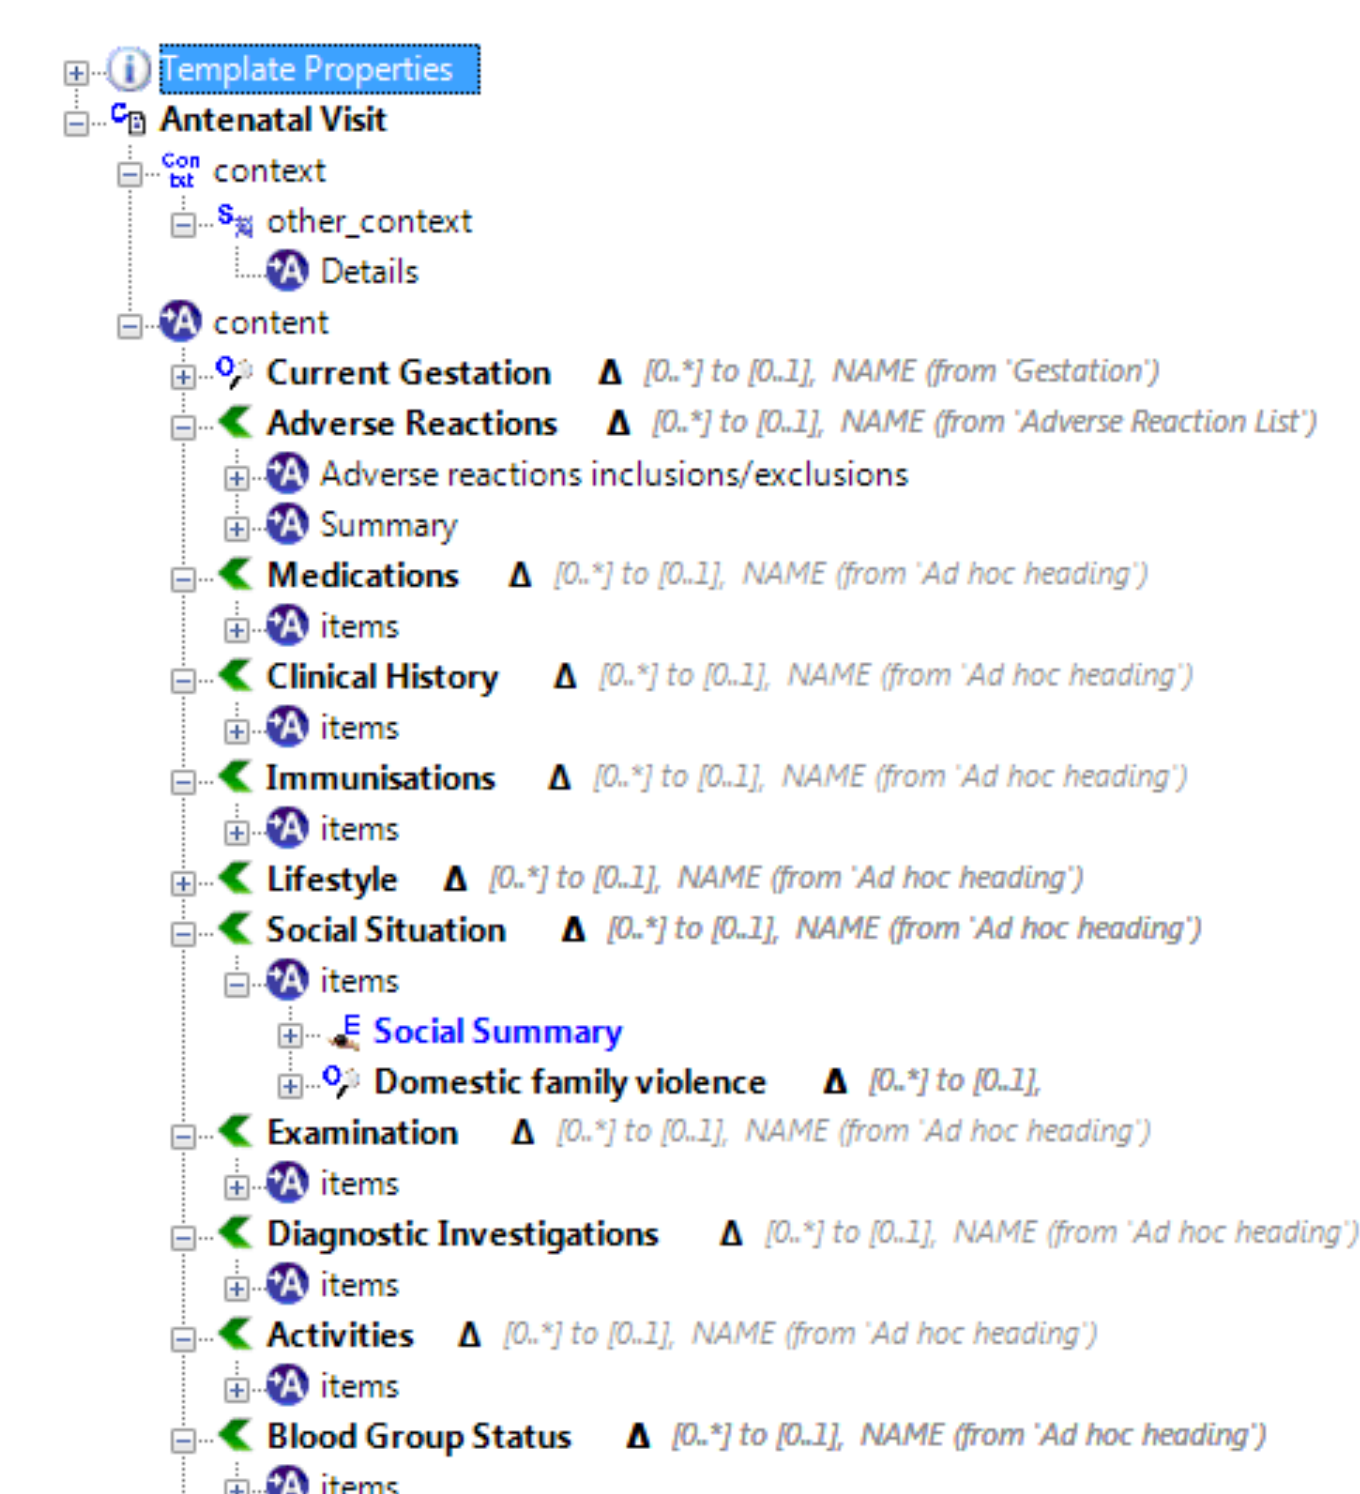 Template Properties
Antenatal Visit
context
other_context
Details
content
Current Gestation Δ [0..*] to [0..1], NAME (from 'Gestation')
Adverse Reactions Δ [0..*] to [0..1], NAME (from 'Adverse Reaction List')
Adverse reactions inclusions/exclusions
Summary
Medications Δ [0..*] to [0..1], NAME (from 'Ad hoc heading')
items
Clinical History Δ [0..*] to [0..1], NAME (from 'Ad hoc heading')
items
Immunisations Δ [0..*] to [0..1], NAME (from 'Ad hoc heading')
items
Lifestyle Δ [0..*] to [0..1], NAME (from 'Ad hoc heading')
Social Situation Δ [0..*] to [0..1], NAME (from 'Ad hoc heading')
items
Social Summary
Domestic family violence Δ [0..*] to [0..1],
Examination Δ [0..*] to [0..1], NAME (from 'Ad hoc heading')
items
Diagnostic Investigations Δ [0..*] to [0..1], NAME (from 'Ad hoc heading')
items
Activities Δ [0..*] to [0..1], NAME (from 'Ad hoc heading')
items
Blood Group Status Δ [0..*] to [0..1], NAME (from 'Ad hoc heading')
items